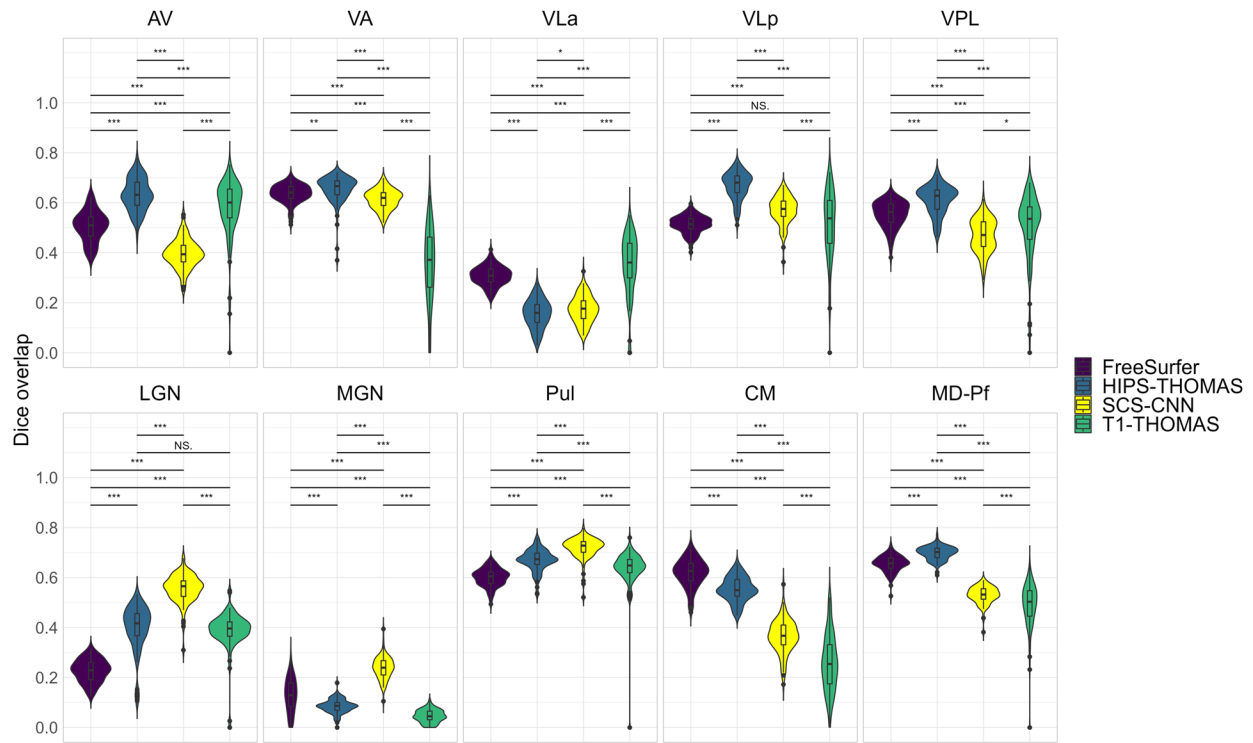 AV VA VLa VLp VPL
*** *** * *** ***
*** *** *** *** ***
*** *** *** *** ***
1.0
*** *** *** NS. ***
*** *** ** *** *** *** *** *** *** *
0.8
0.6
0.4
0.2
0.0
Dice overlap
FreeSurfer
HIPS-THOMAS
SCS-CNN
T1-THOMAS
LGN MGN Pul CM MD-Pf
*** *** *** *** ***
NS. *** *** *** ***
*** *** *** *** ***
1.0
*** *** *** *** ***
*** *** *** *** *** *** *** *** *** ***
0.8
0.6
0.4
0.2
0.0